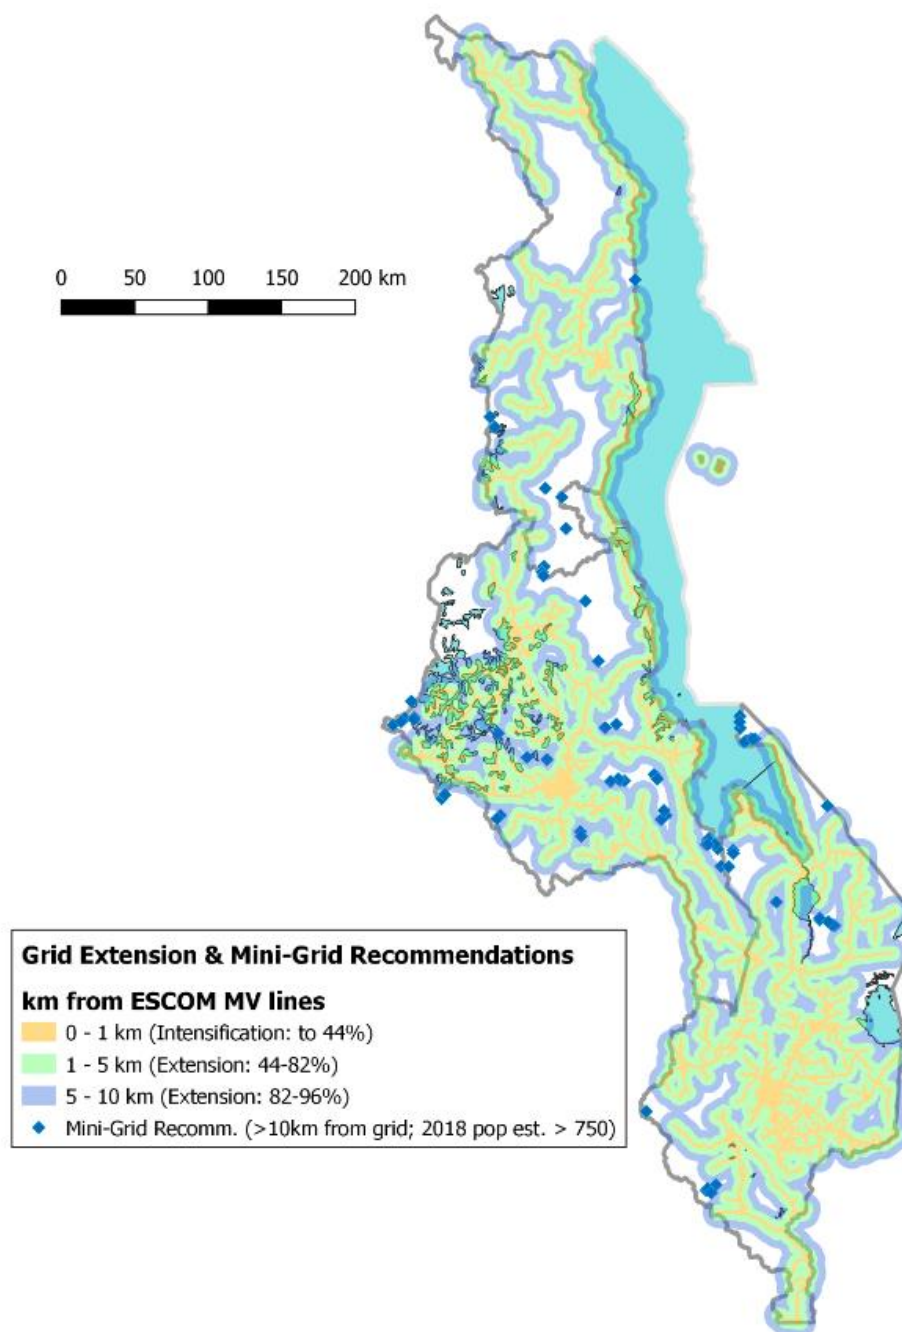 0 50 100 150 200 km
Grid Extension & Mini-Grid Recommendations
km from ESCOM MV lines
0 - 1 km (Intensification: to 44%)
1 - 5 km (Extension: 44-82%)
5 - 10 km (Extension: 82-96%)
Mini-Grid Recomm. (>10km from grid; 2018 pop est. > 750)